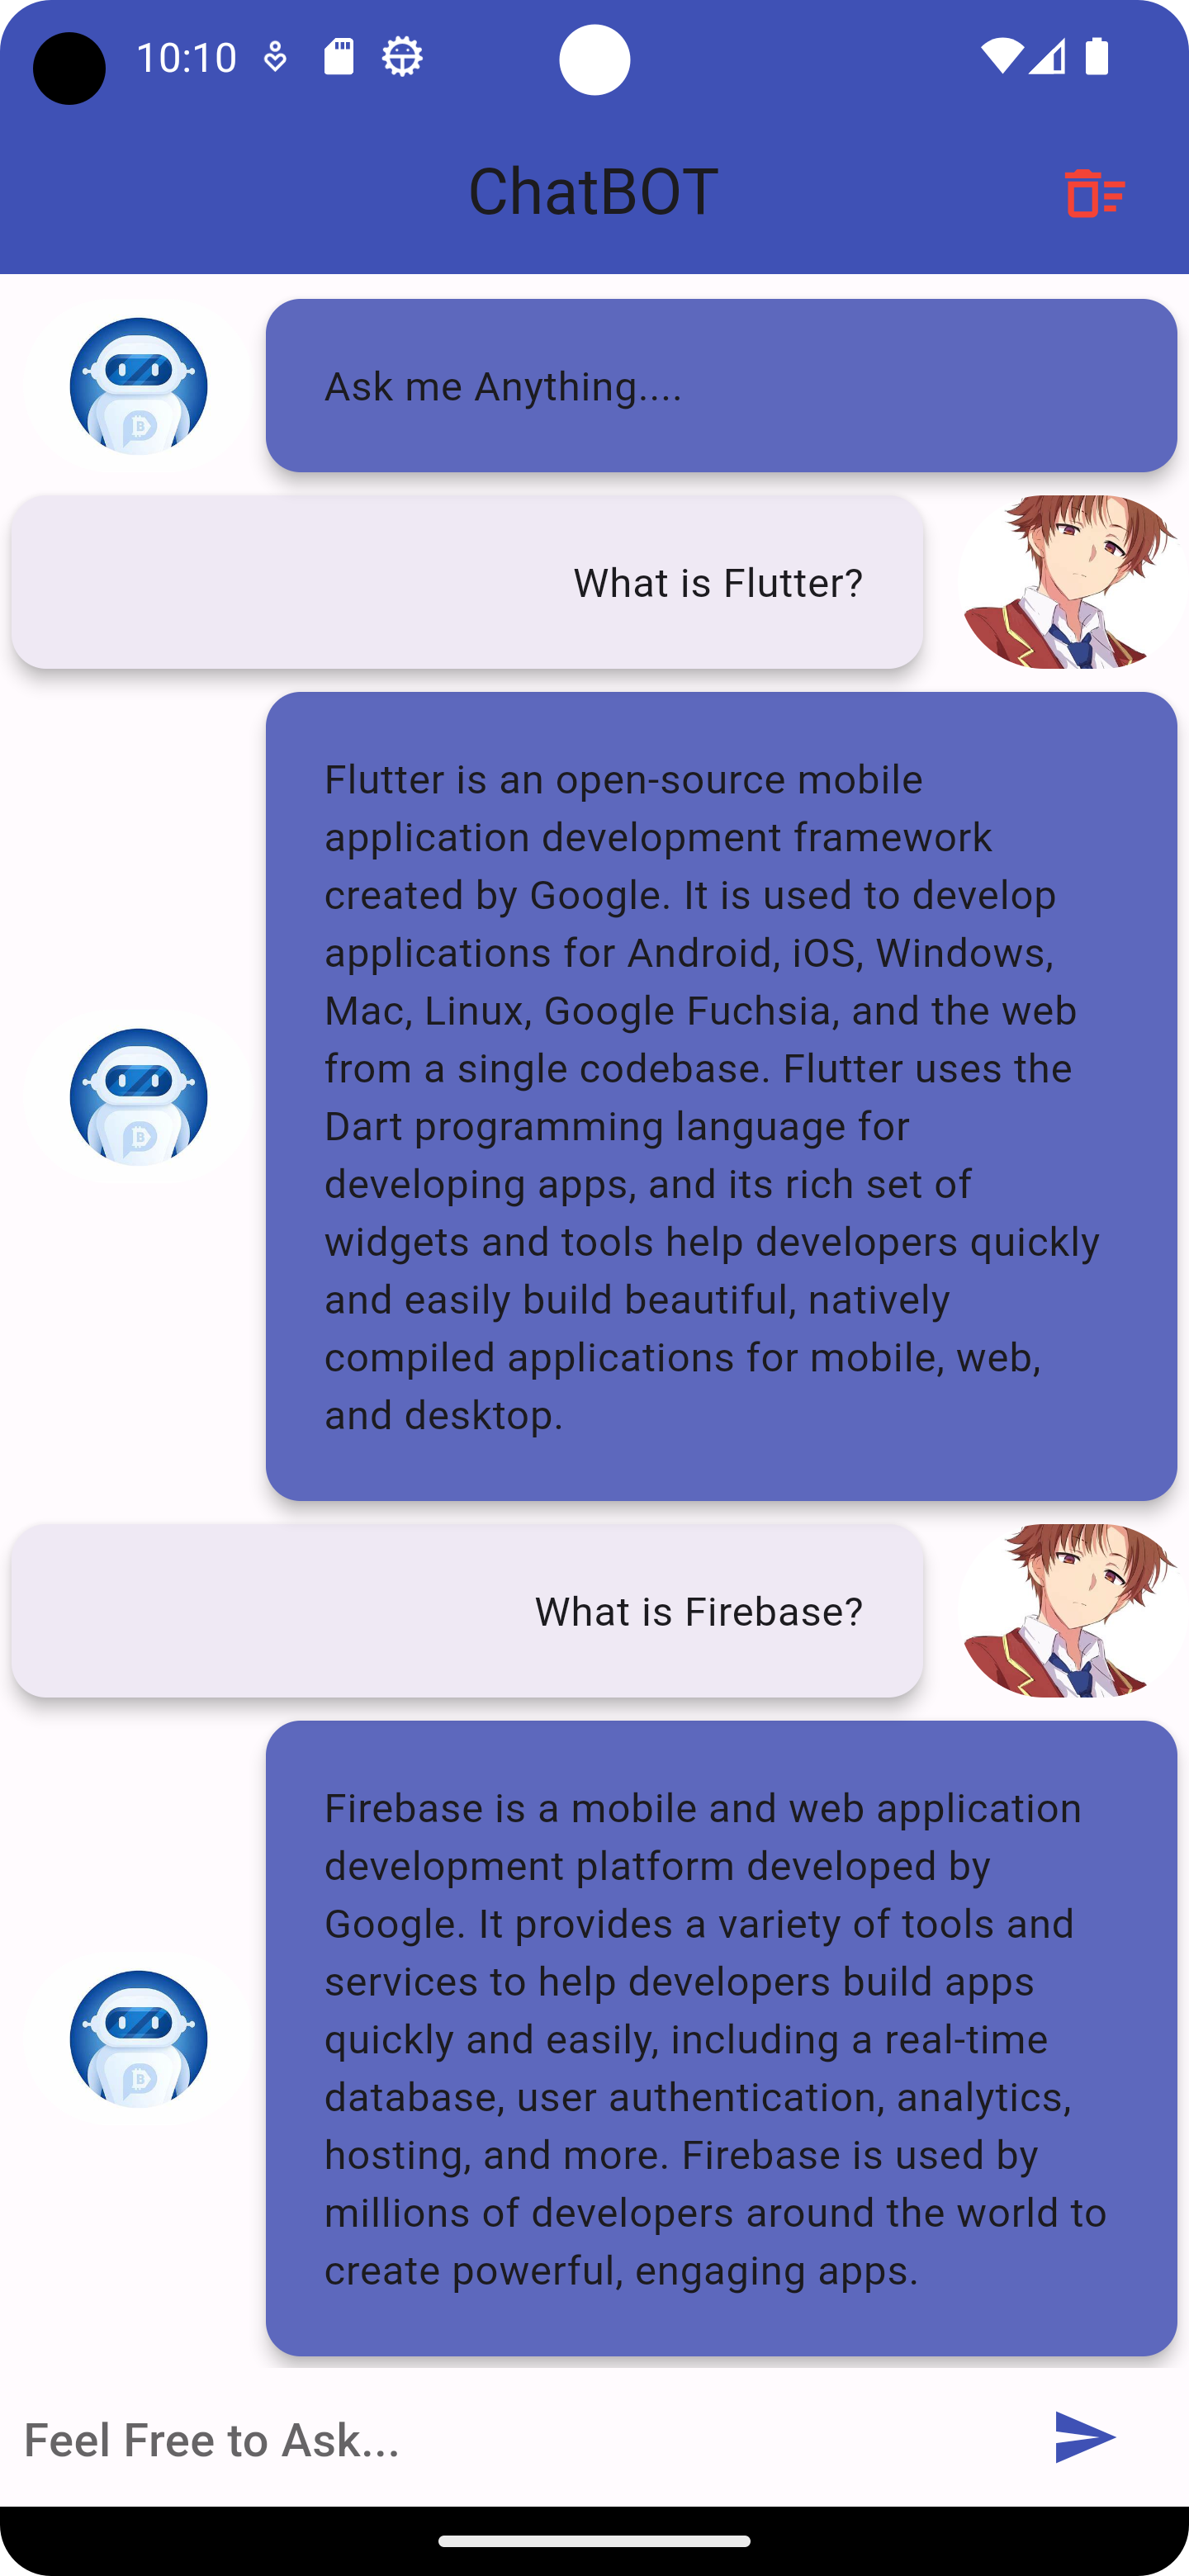 10:10
ChatBOT
Ask me Anything....
What is Flutter?
Flutter is an open-source mobile
application development framework
created by Google. It is used to develop
applications for Android, iOS, Windows,
Mac, Linux, Google Fuchsia, and the web
from a single codebase. Flutter uses the
Dart programming language for
developing apps, and its rich set of
widgets and tools help developers quickly
and easily build beautiful, natively
compiled applications for mobile, web,
and desktop.
What is Firebase?
Firebase is a mobile and web application
development platform developed by
Google. It provides a variety of tools and
services to help developers build apps
quickly and easily, including a real-time
database, user authentication, analytics,
hosting, and more. Firebase is used by
millions of developers around the world to
create powerful, engaging apps.
Feel Free to Ask...